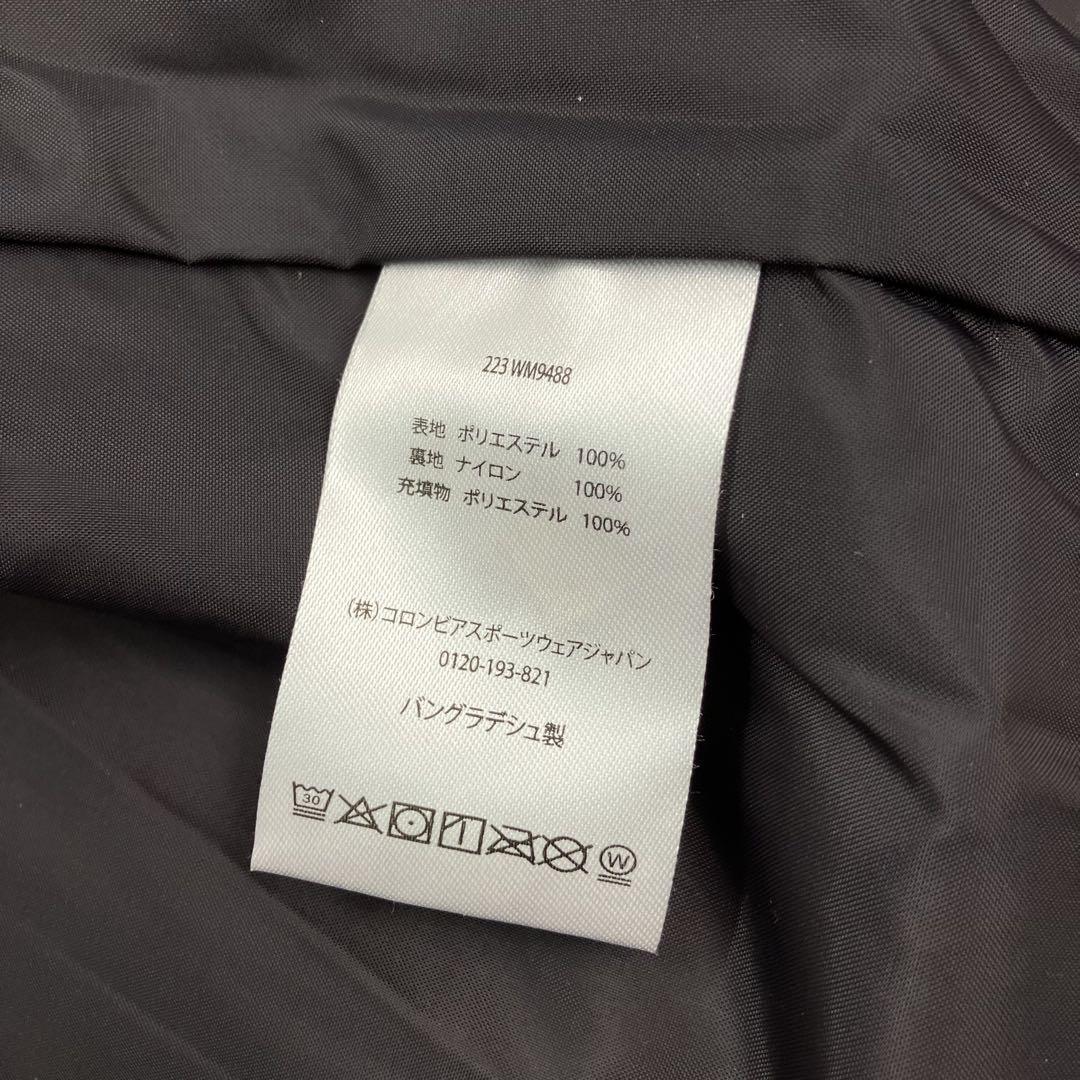 223 WM9488
表地 ポリエステル 100%
裏地 ナイロン 100%
充填物 ポリエステル 100%
(株)コロンビアスポーツウェアジャパン
0120-193-821
バングラデシュ製
30 W